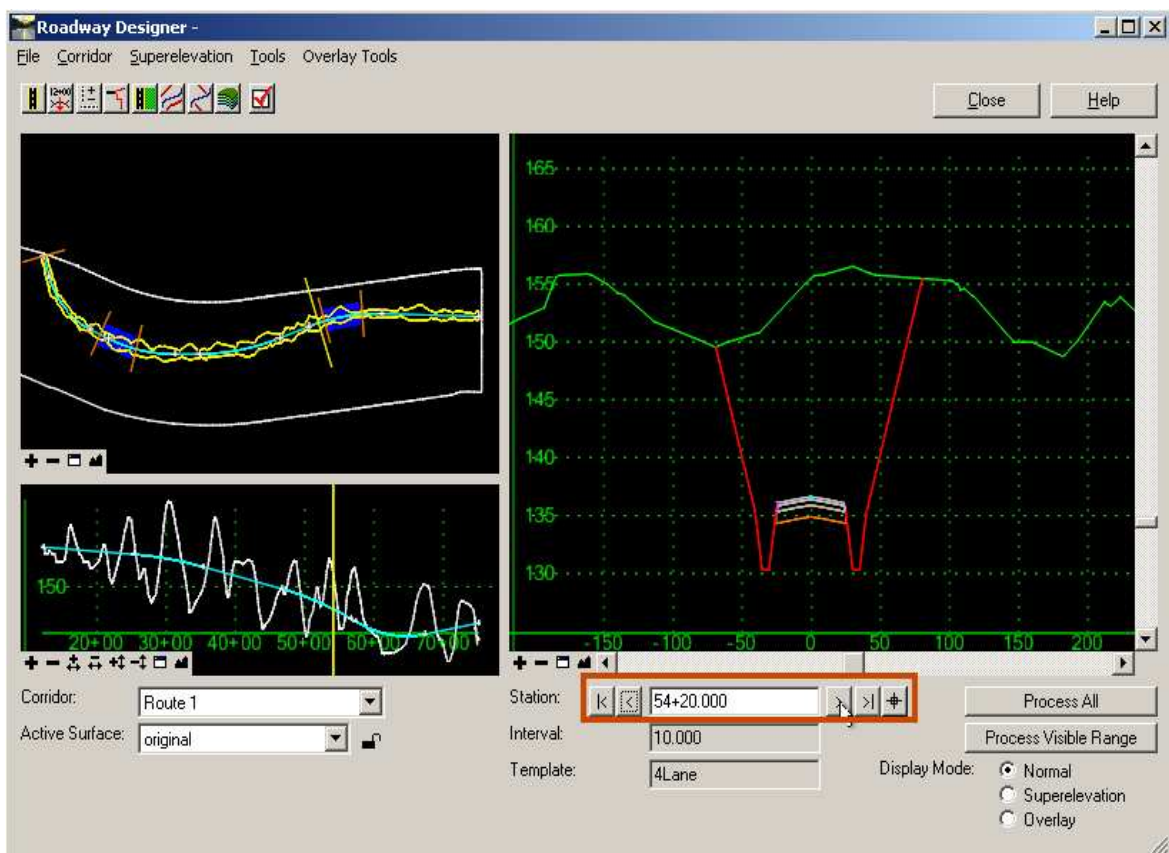 Roadway Designer -
File Corridor Superelevation Tools Overlay Tools
12+00
Close Help
165
160
155
150
145
140
135
130
-150 -100 -50 0 50 100 150 200
150
20+00 30+00 40+00 50+00 60+00 70+00
Corridor: Route 1
Active Surface: original
Station: 54+20.000
Interval: 10.000
Template: 4Lane
Process All
Process Visible Range
Display Mode: Normal
Superelevation
Overlay